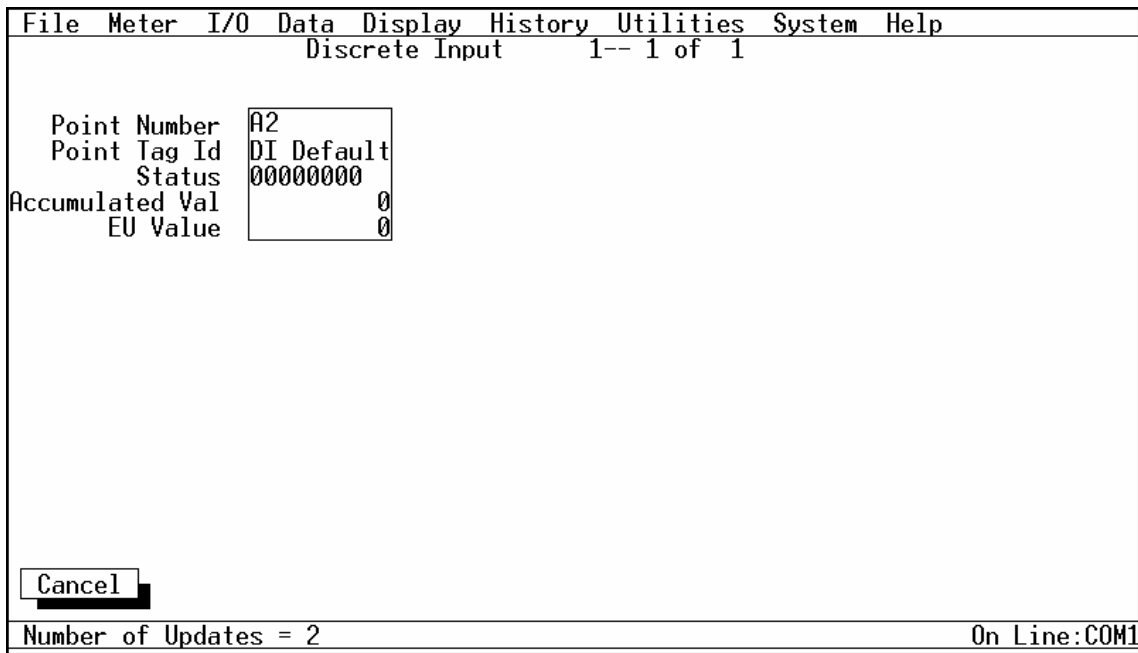 File Meter I/O Data Display History Utilities System Help
Discrete Input 1-- 1 of 1
Point Number A2
Point Tag Id DI Default
Status 00000000
Accumulated Val 0
EU Value 0
Cancel
Number of Updates = 2 On Line:COM1